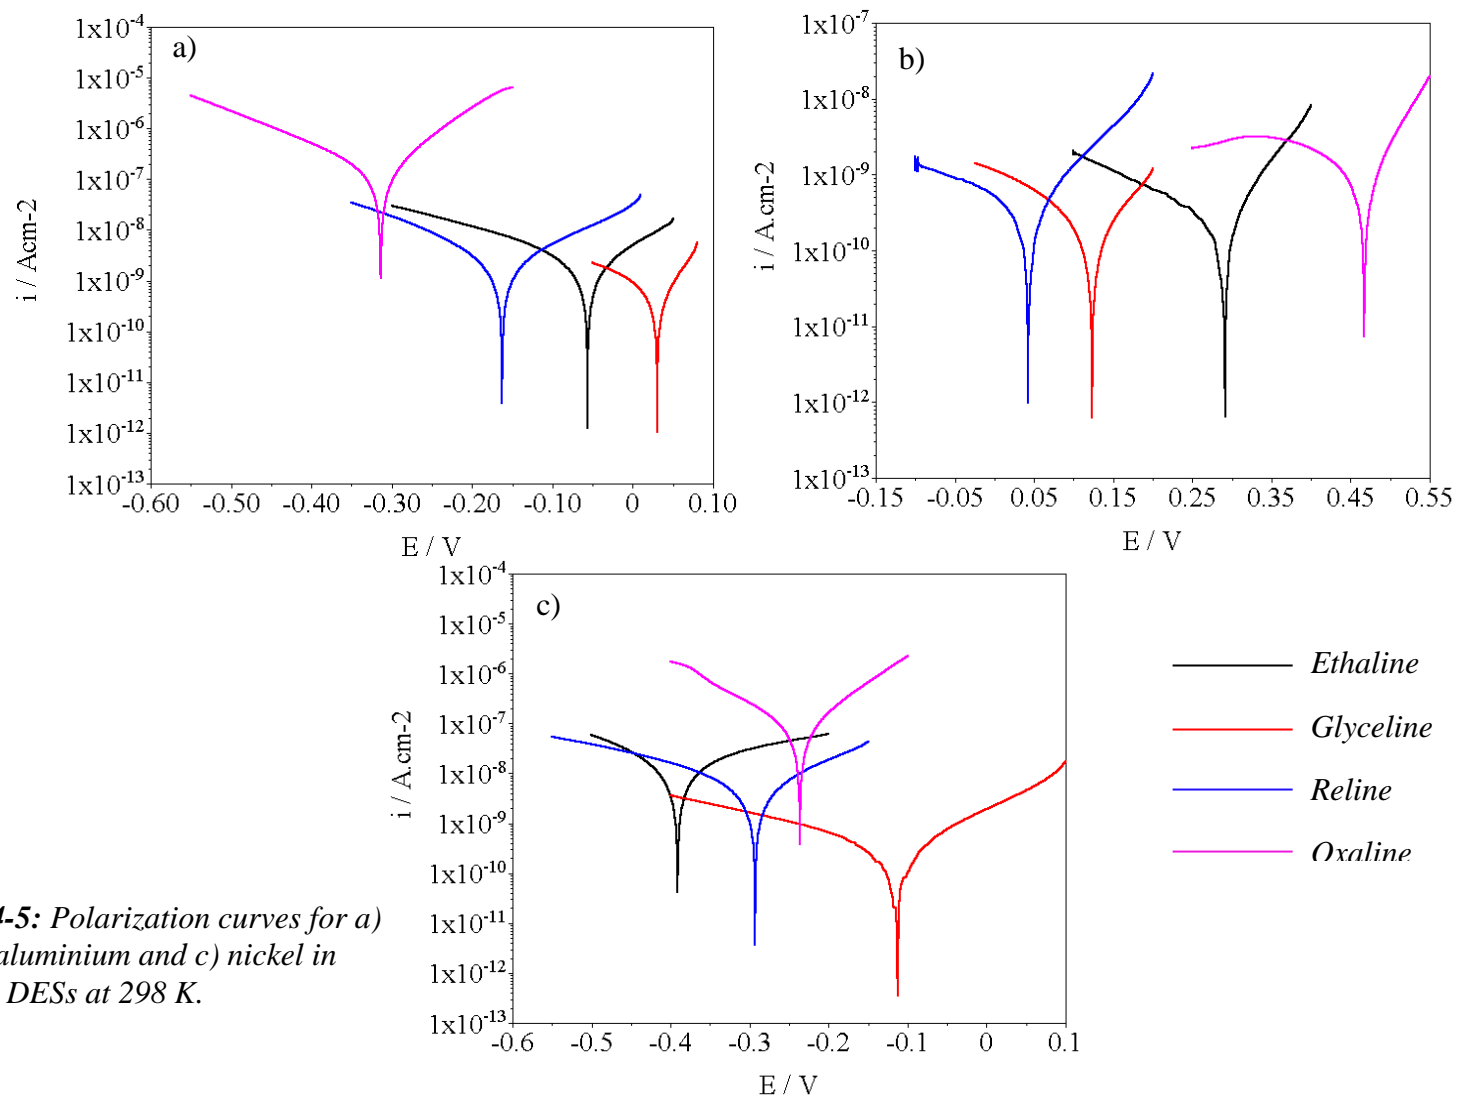 a)
1x10-4
1x10-5
1x10-6
1x10-7
1x10-8
1x10-9
1x10-10
1x10-11
1x10-12
1x10-13
i / Acm-2
-0.60 -0.50 -0.40 -0.30 -0.20 -0.10 0 0.10
E / V
b)
1x10-7
1x10-8
1x10-9
1x10-10
1x10-11
1x10-12
1x10-13
i / A.cm-2
-0.15 -0.05 0.05 0.15 0.25 0.35 0.45 0.55
E / V
c)
1x10-4
1x10-5
1x10-6
1x10-7
1x10-8
1x10-9
1x10-10
1x10-11
1x10-12
1x10-13
i / A.cm-2
-0.6 -0.5 -0.4 -0.3 -0.2 -0.1 0 0.1
E / V
Ethaline
Glyceline
Reline
Oxaline
4-5: Polarization curves for a)
aluminium and c) nickel in
DESs at 298 K.